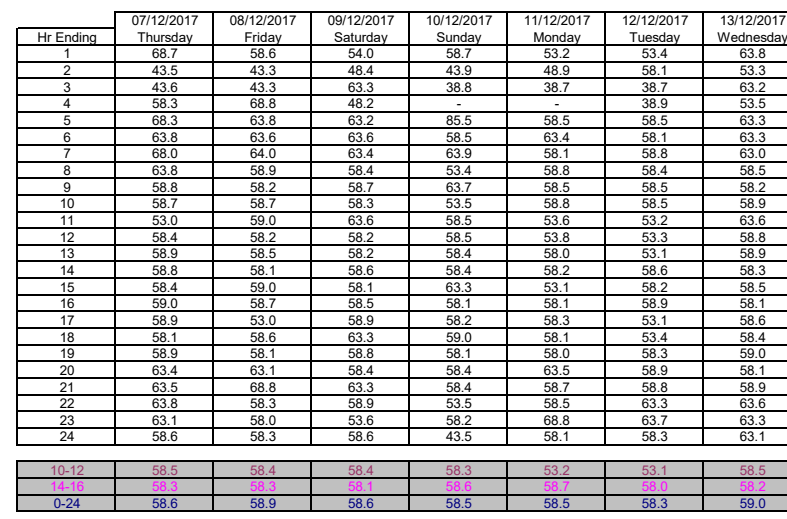 07/12/2017 08/12/2017 09/12/2017 10/12/2017 11/12/2017 12/12/2017 13/12/2017
Hr Ending Thursday Friday Saturday Sunday Monday Tuesday Wednesday
1 68.7 58.6 54.0 58.7 53.2 53.4 63.8
2 43.5 43.3 48.4 43.9 48.9 58.1 53.3
3 43.6 43.3 63.3 38.8 38.7 38.7 63.2
4 58.3 68.8 48.2 - - 38.9 53.5
5 68.3 63.8 63.2 85.5 58.5 58.5 63.3
6 63.8 63.6 63.6 58.5 63.4 58.1 63.3
7 68.0 64.0 63.4 63.9 58.1 58.8 63.0
8 63.8 58.9 58.4 53.4 58.8 58.4 58.5
9 58.8 58.2 58.7 63.7 58.5 58.5 58.2
10 58.7 58.7 58.3 53.5 58.8 58.5 58.9
11 53.0 59.0 63.6 58.5 53.6 53.2 63.6
12 58.4 58.2 58.2 58.5 53.8 53.3 58.8
13 58.9 58.5 58.2 58.4 58.0 53.1 58.9
14 58.8 58.1 58.6 58.4 58.2 58.6 58.3
15 58.4 59.0 58.1 63.3 53.1 58.2 58.5
16 59.0 58.7 58.5 58.1 58.1 58.9 58.1
17 58.9 53.0 58.9 58.2 58.3 53.1 58.6
18 58.1 58.6 63.3 59.0 58.1 53.4 58.4
19 58.9 58.1 58.8 58.1 58.0 58.3 59.0
20 63.4 63.1 58.4 58.4 63.5 58.9 58.1
21 63.5 68.8 63.3 58.4 58.7 58.8 58.9
22 63.8 58.3 58.9 53.5 58.5 63.3 63.6
23 63.1 58.0 53.6 58.2 68.8 63.7 63.3
24 58.6 58.3 58.6 43.5 58.1 58.3 63.1
10-12 58.5 58.4 58.4 58.3 53.2 53.1 58.5
14-16 58.3 58.3 58.1 58.6 58.7 58.0 58.2
0-24 58.6 58.9 58.6 58.5 58.5 58.3 59.0